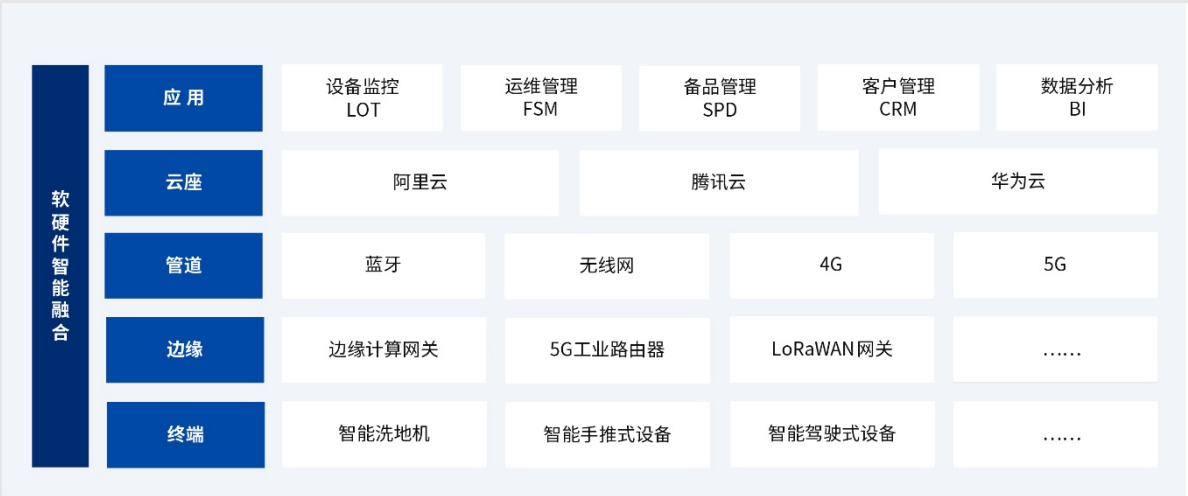 软硬件智能融合
应用
设备监控
LOT
运维管理
FSM
备品管理
SPD
客户管理
CRM
数据分析
BI
云座
阿里云
腾讯云
华为云
管道
蓝牙
无线网
4G
5G
边缘
边缘计算网关
5G工业路由器
LoRaWAN网关
……
终端
智能洗地机
智能手推式设备
智能驾驶式设备
……